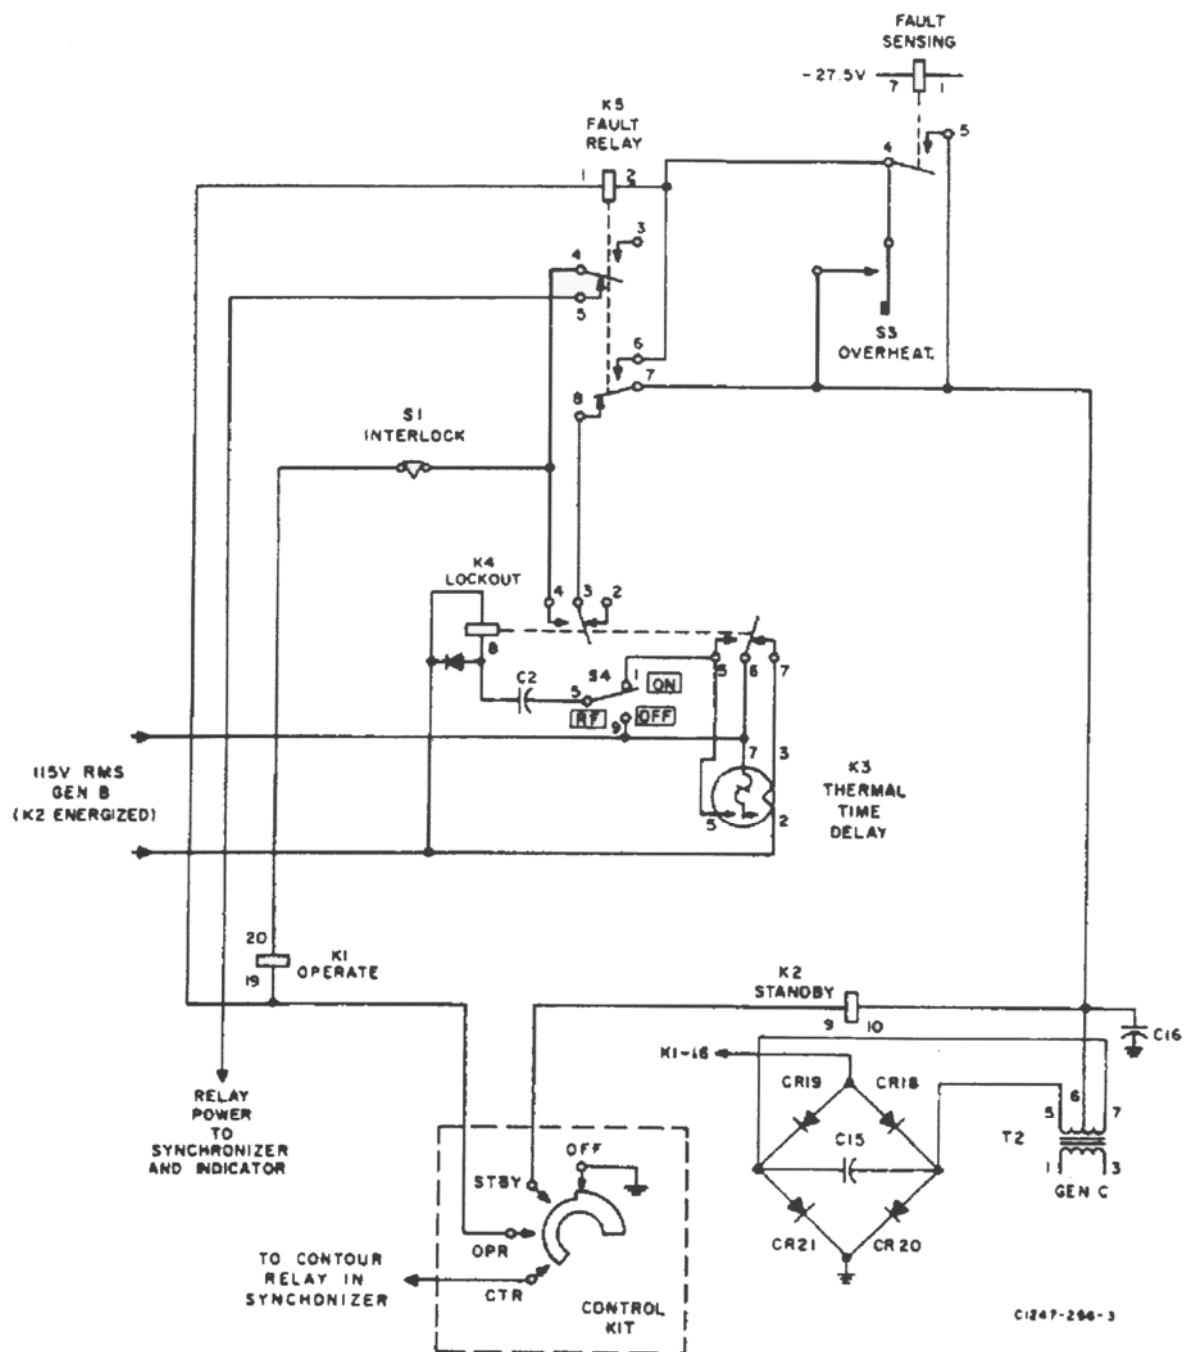 FAULT
SENSING
-27.5V
7
1
K5
FAULT
RELAY
1
2
4
5
3
4
5
S3
OVERHEAT.
6
7
8
S1
INTERLOCK
K4
LOCKOUT
4
3
2
8
C2
S4
1
ON
5
RF
OFF
9
5
6
7
115V RMS
GEN B
(K2 ENERGIZED)
7
3
5
2
K3
THERMAL
TIME
DELAY
20
K1
OPERATE
19
K2
STANDBY
9
10
C16
K1-16
CR19
CR18
C15
CR21
CR20
5
6
7
T2
1
3
GEN C
RELAY
POWER
TO
SYNCHRONIZER
AND INDICATOR
OFF
STBY
OPR
CTR
TO CONTOUR
RELAY IN
SYNCHONIZER
CONTROL
KIT
C1247-296-3